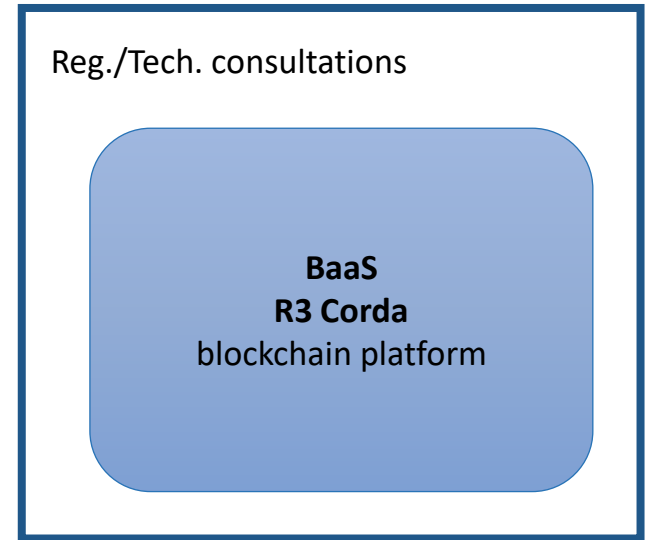 Reg./Tech. consultations
BaaS
R3 Corda
blockchain platform